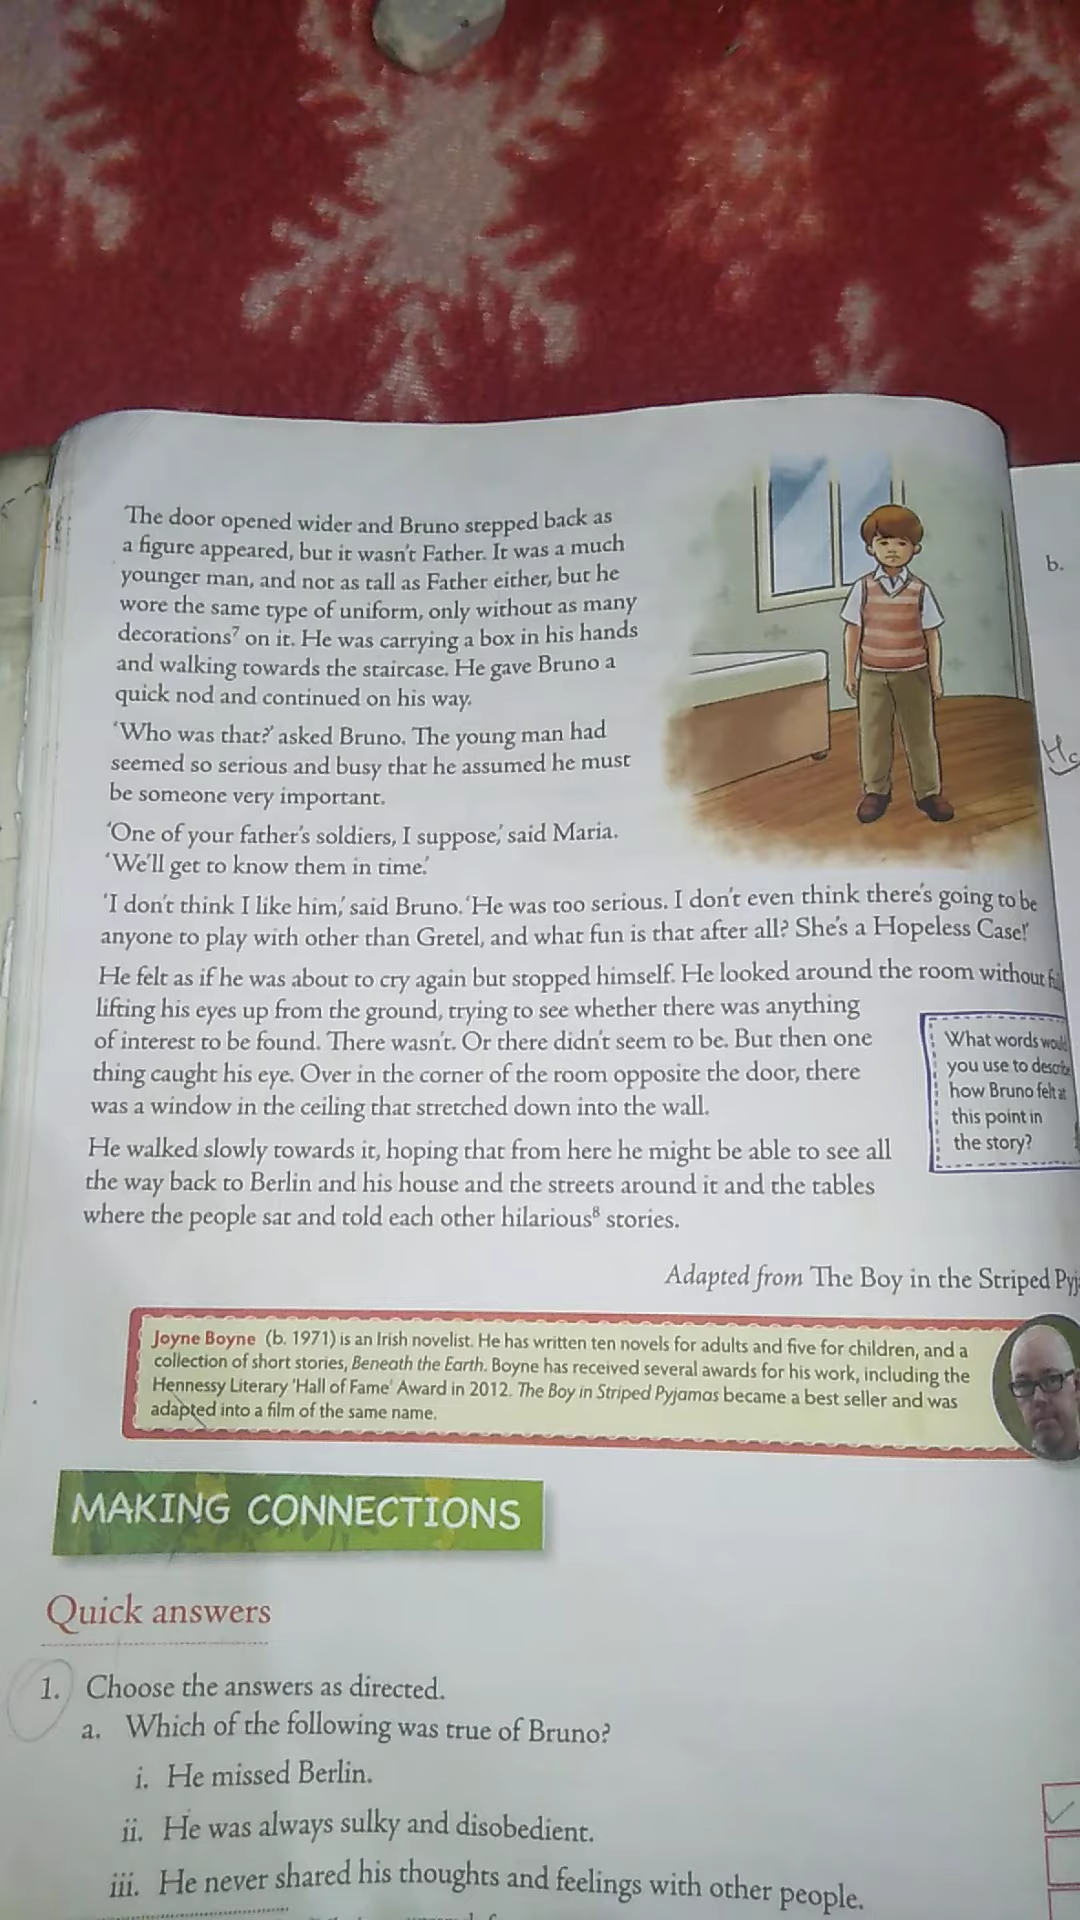 The door opened wider and Bruno stepped back as
a figure appeared, but it wasn't Father. It was a much
younger man, and not as tall as Father either, but he
wore the same type of uniform, only without as many
decorations⁷ on it. He was carrying a box in his hands
and walking towards the staircase. He gave Bruno a
quick nod and continued on his way.
'Who was that?' asked Bruno. The young man had
seemed so serious and busy that he assumed he must
be someone very important.
'One of your father's soldiers, I suppose,' said Maria.
'We'll get to know them in time.'
'I don't think I like him,' said Bruno. 'He was too serious. I don't even think there's going to be
anyone to play with other than Gretel, and what fun is that after all? She's a Hopeless Case!'
He felt as if he was about to cry again but stopped himself. He looked around the room without
lifting his eyes up from the ground, trying to see whether there was anything
of interest to be found. There wasn't. Or there didn't seem to be. But then one
thing caught his eye. Over in the corner of the room opposite the door, there
was a window in the ceiling that stretched down into the wall.
He walked slowly towards it, hoping that from here he might be able to see all
the way back to Berlin and his house and the streets around it and the tables
where the people sat and told each other hilarious⁸ stories.
What words would
you use to describe
how Bruno felt at
this point in
the story?
Adapted from The Boy in the Striped
Joyne Boyne (b. 1971) is an Irish novelist. He has written ten novels for adults and five for children, and a
collection of short stories, Beneath the Earth. Boyne has received several awards for his work, including the
Hennessy Literary 'Hall of Fame' Award in 2012. The Boy in Striped Pyjamas became a best seller and was
adapted into a film of the same name.
MAKING CONNECTIONS
Quick answers
1. Choose the answers as directed.
a. Which of the following was true of Bruno?
i. He missed Berlin.
ii. He was always sulky and disobedient.
iii. He never shared his thoughts and feelings with other people.
b.